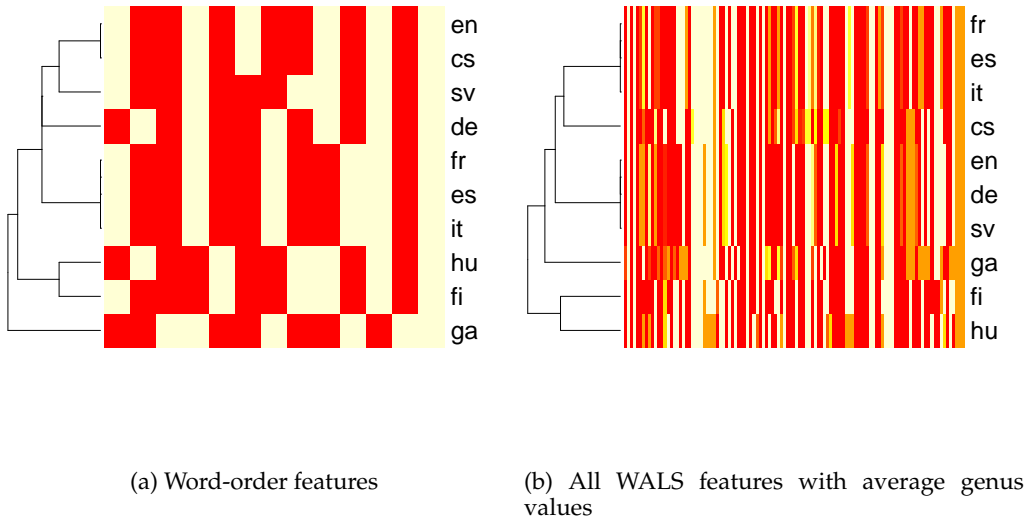 en
cs
sv
de
fr
es
it
hu
fi
ga
fr
es
it
cs
en
de
sv
ga
fi
hu
(a) Word-order features
(b) All WALS features with average genus
values